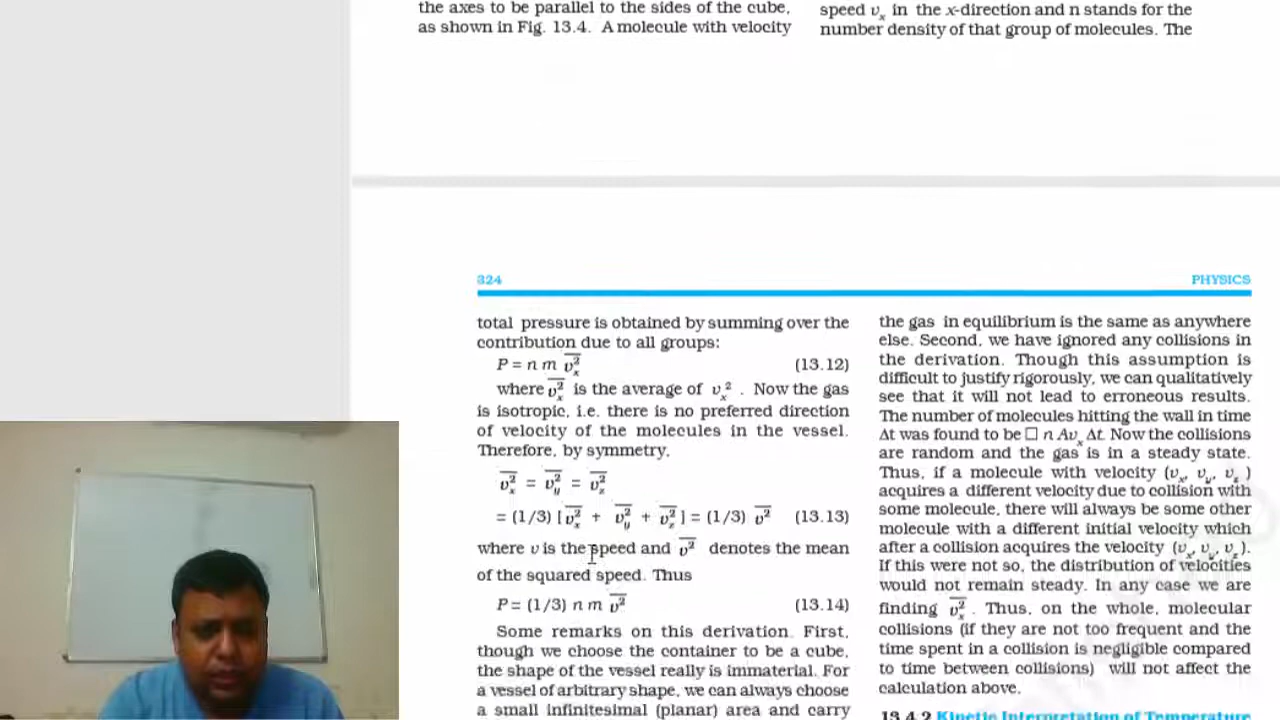 the axes to be parallel to the sides of the cube,
as shown in Fig. 13.4. A molecule with velocity
speed vₓ in the x-direction and n stands for the
number density of that group of molecules. The
324
PHYSICS
total pressure is obtained by summing over the
contribution due to all groups:
P = n m v̅ₓ² (13.12)
where v̅ₓ² is the average of vₓ² . Now the gas
is isotropic, i.e. there is no preferred direction
of velocity of the molecules in the vessel.
Therefore, by symmetry,
v̅ₓ² = v̅_y² = v̅_z²
= (1/3) [v̅ₓ² + v̅_y² + v̅_z²] = (1/3) v̅² (13.13)
where v is the speed and v̅² denotes the mean
of the squared speed. Thus
P = (1/3) n m v̅² (13.14)
Some remarks on this derivation. First,
though we choose the container to be a cube,
the shape of the vessel really is immaterial. For
a vessel of arbitrary shape, we can always choose
a small infinitesimal (planar) area and carry
the gas in equilibrium is the same as anywhere
else. Second, we have ignored any collisions in
the derivation. Though this assumption is
difficult to justify rigorously, we can qualitatively
see that it will not lead to erroneous results.
The number of molecules hitting the wall in time
Δt was found to be □ n Avₓ Δt. Now the collisions
are random and the gas is in a steady state.
Thus, if a molecule with velocity (vₓ, v_y, v_z)
acquires a different velocity due to collision with
some molecule, there will always be some other
molecule with a different initial velocity which
after a collision acquires the velocity (vₓ, v_y, v_z).
If this were not so, the distribution of velocities
would not remain steady. In any case we are
finding v̅ₓ² . Thus, on the whole, molecular
collisions (if they are not too frequent and the
time spent in a collision is negligible compared
to time between collisions) will not affect the
calculation above.
13.4.2 Kinetic Interpretation of Temperature